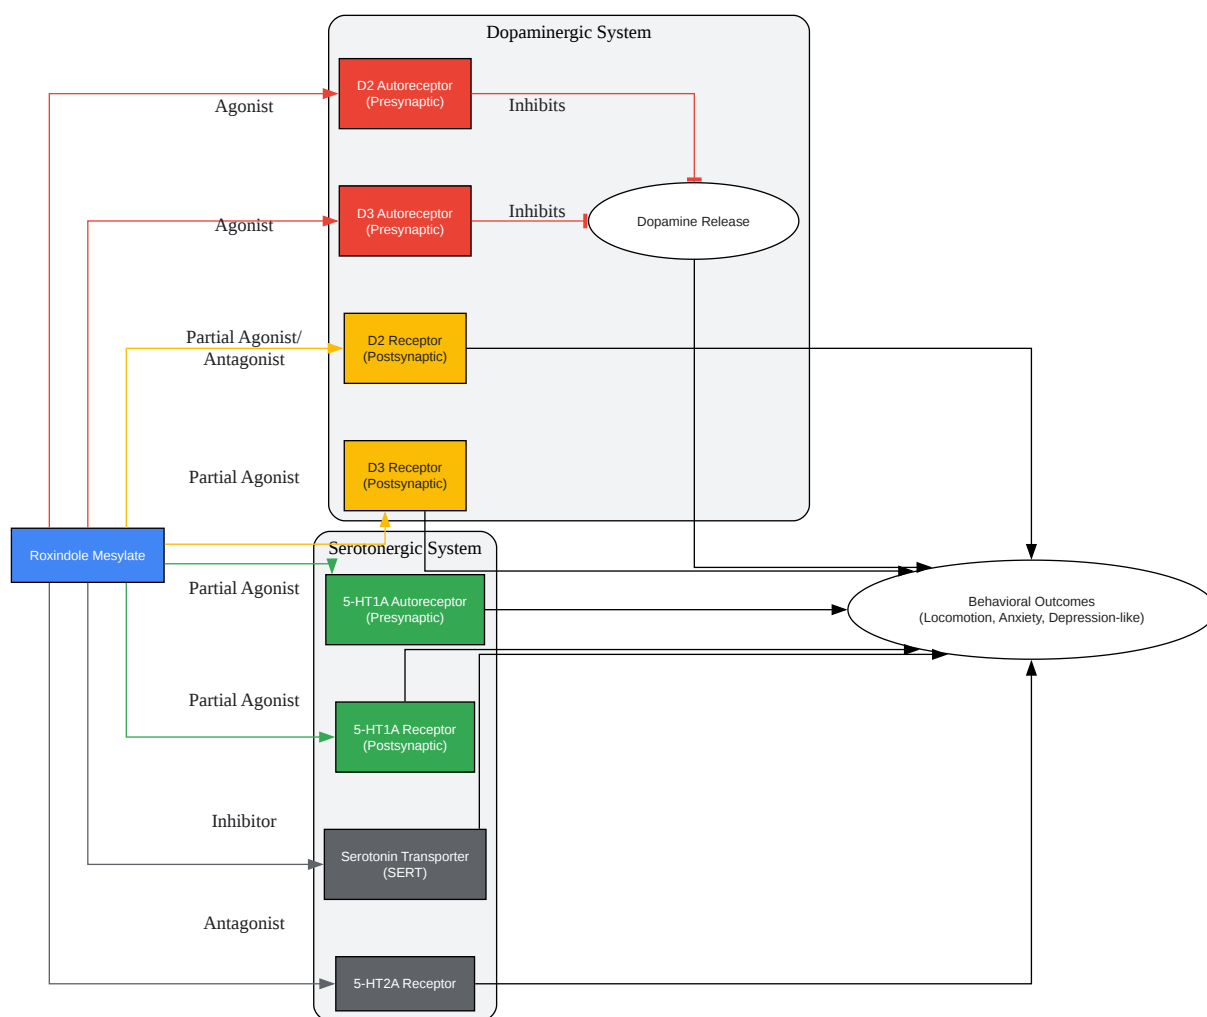 Dopaminergic System
D2 Autoreceptor
(Presynaptic)
Agonist
Inhibits
D3 Autoreceptor
(Presynaptic)
Agonist
Inhibits
Dopamine Release
Partial Agonist/
Antagonist
D2 Receptor
(Postsynaptic)
Partial Agonist
D3 Receptor
(Postsynaptic)
Roxindole Mesylate
Serotonergic System
Partial Agonist
5-HT1A Autoreceptor
(Presynaptic)
Behavioral Outcomes
(Locomotion, Anxiety, Depression-like)
Partial Agonist
5-HT1A Receptor
(Postsynaptic)
Inhibitor
Serotonin Transporter
(SERT)
Antagonist
5-HT2A Receptor